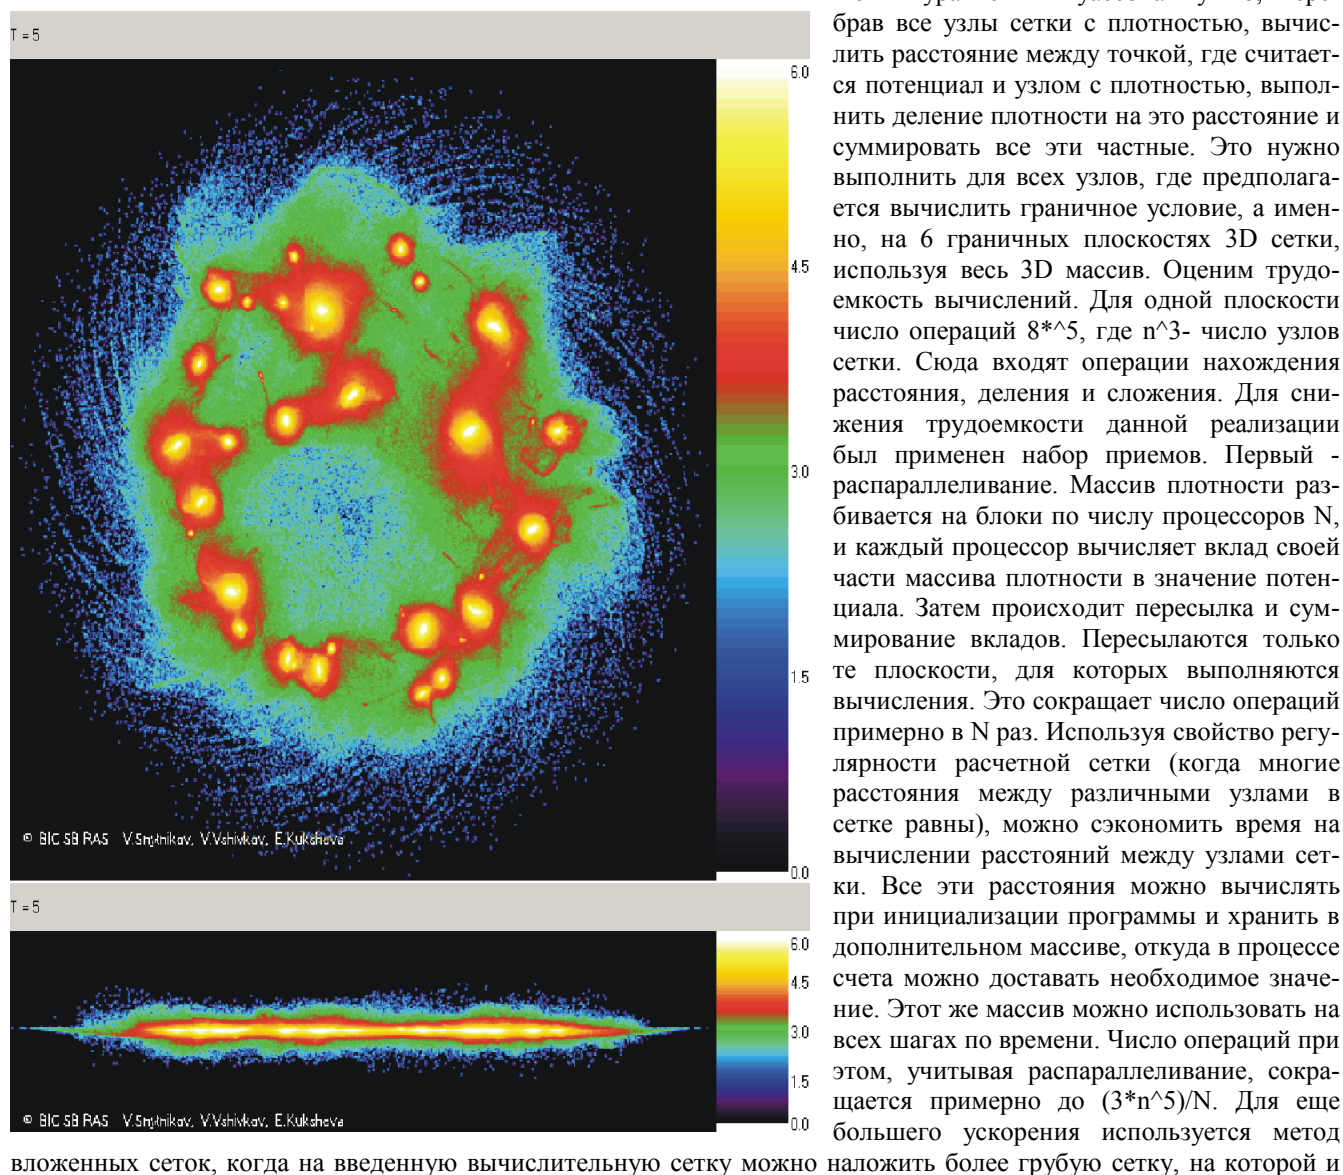 T = 5
6.0
4.5
3.0
1.5
0.0
© BIC SB RAS V.Snytnikov, V.Vshivkov, E.Kuksheva
T = 5
6.0
4.5
3.0
1.5
0.0
© BIC SB RAS V.Snytnikov, V.Vshivkov, E.Kuksheva
брав все узлы сетки с плотностью, вычис-
лить расстояние между точкой, где считает-
ся потенциал и узлом с плотностью, выпол-
нить деление плотности на это расстояние и
суммировать все эти частные. Это нужно
выполнить для всех узлов, где предполага-
ется вычислить граничное условие, а имен-
но, на 6 граничных плоскостях 3D сетки,
используя весь 3D массив. Оценим трудо-
емкость вычислений. Для одной плоскости
число операций 8*^5, где n^3- число узлов
сетки. Сюда входят операции нахождения
расстояния, деления и сложения. Для сни-
жения трудоемкости данной реализации
был применен набор приемов. Первый -
распараллеливание. Массив плотности раз-
бивается на блоки по числу процессоров N,
и каждый процессор вычисляет вклад своей
части массива плотности в значение потен-
циала. Затем происходит пересылка и сум-
мирование вкладов. Пересылаются только
те плоскости, для которых выполняются
вычисления. Это сокращает число операций
примерно в N раз. Используя свойство регу-
лярности расчетной сетки (когда многие
расстояния между различными узлами в
сетке равны), можно сэкономить время на
вычислении расстояний между узлами сет-
ки. Все эти расстояния можно вычислять
при инициализации программы и хранить в
дополнительном массиве, откуда в процессе
счета можно доставать необходимое значе-
ние. Этот же массив можно использовать на
всех шагах по времени. Число операций при
этом, учитывая распараллеливание, сокра-
щается примерно до (3*n^5)/N. Для еще
большего ускорения используется метод
вложенных сеток, когда на введенную вычислительную сетку можно наложить более грубую сетку, на которой и